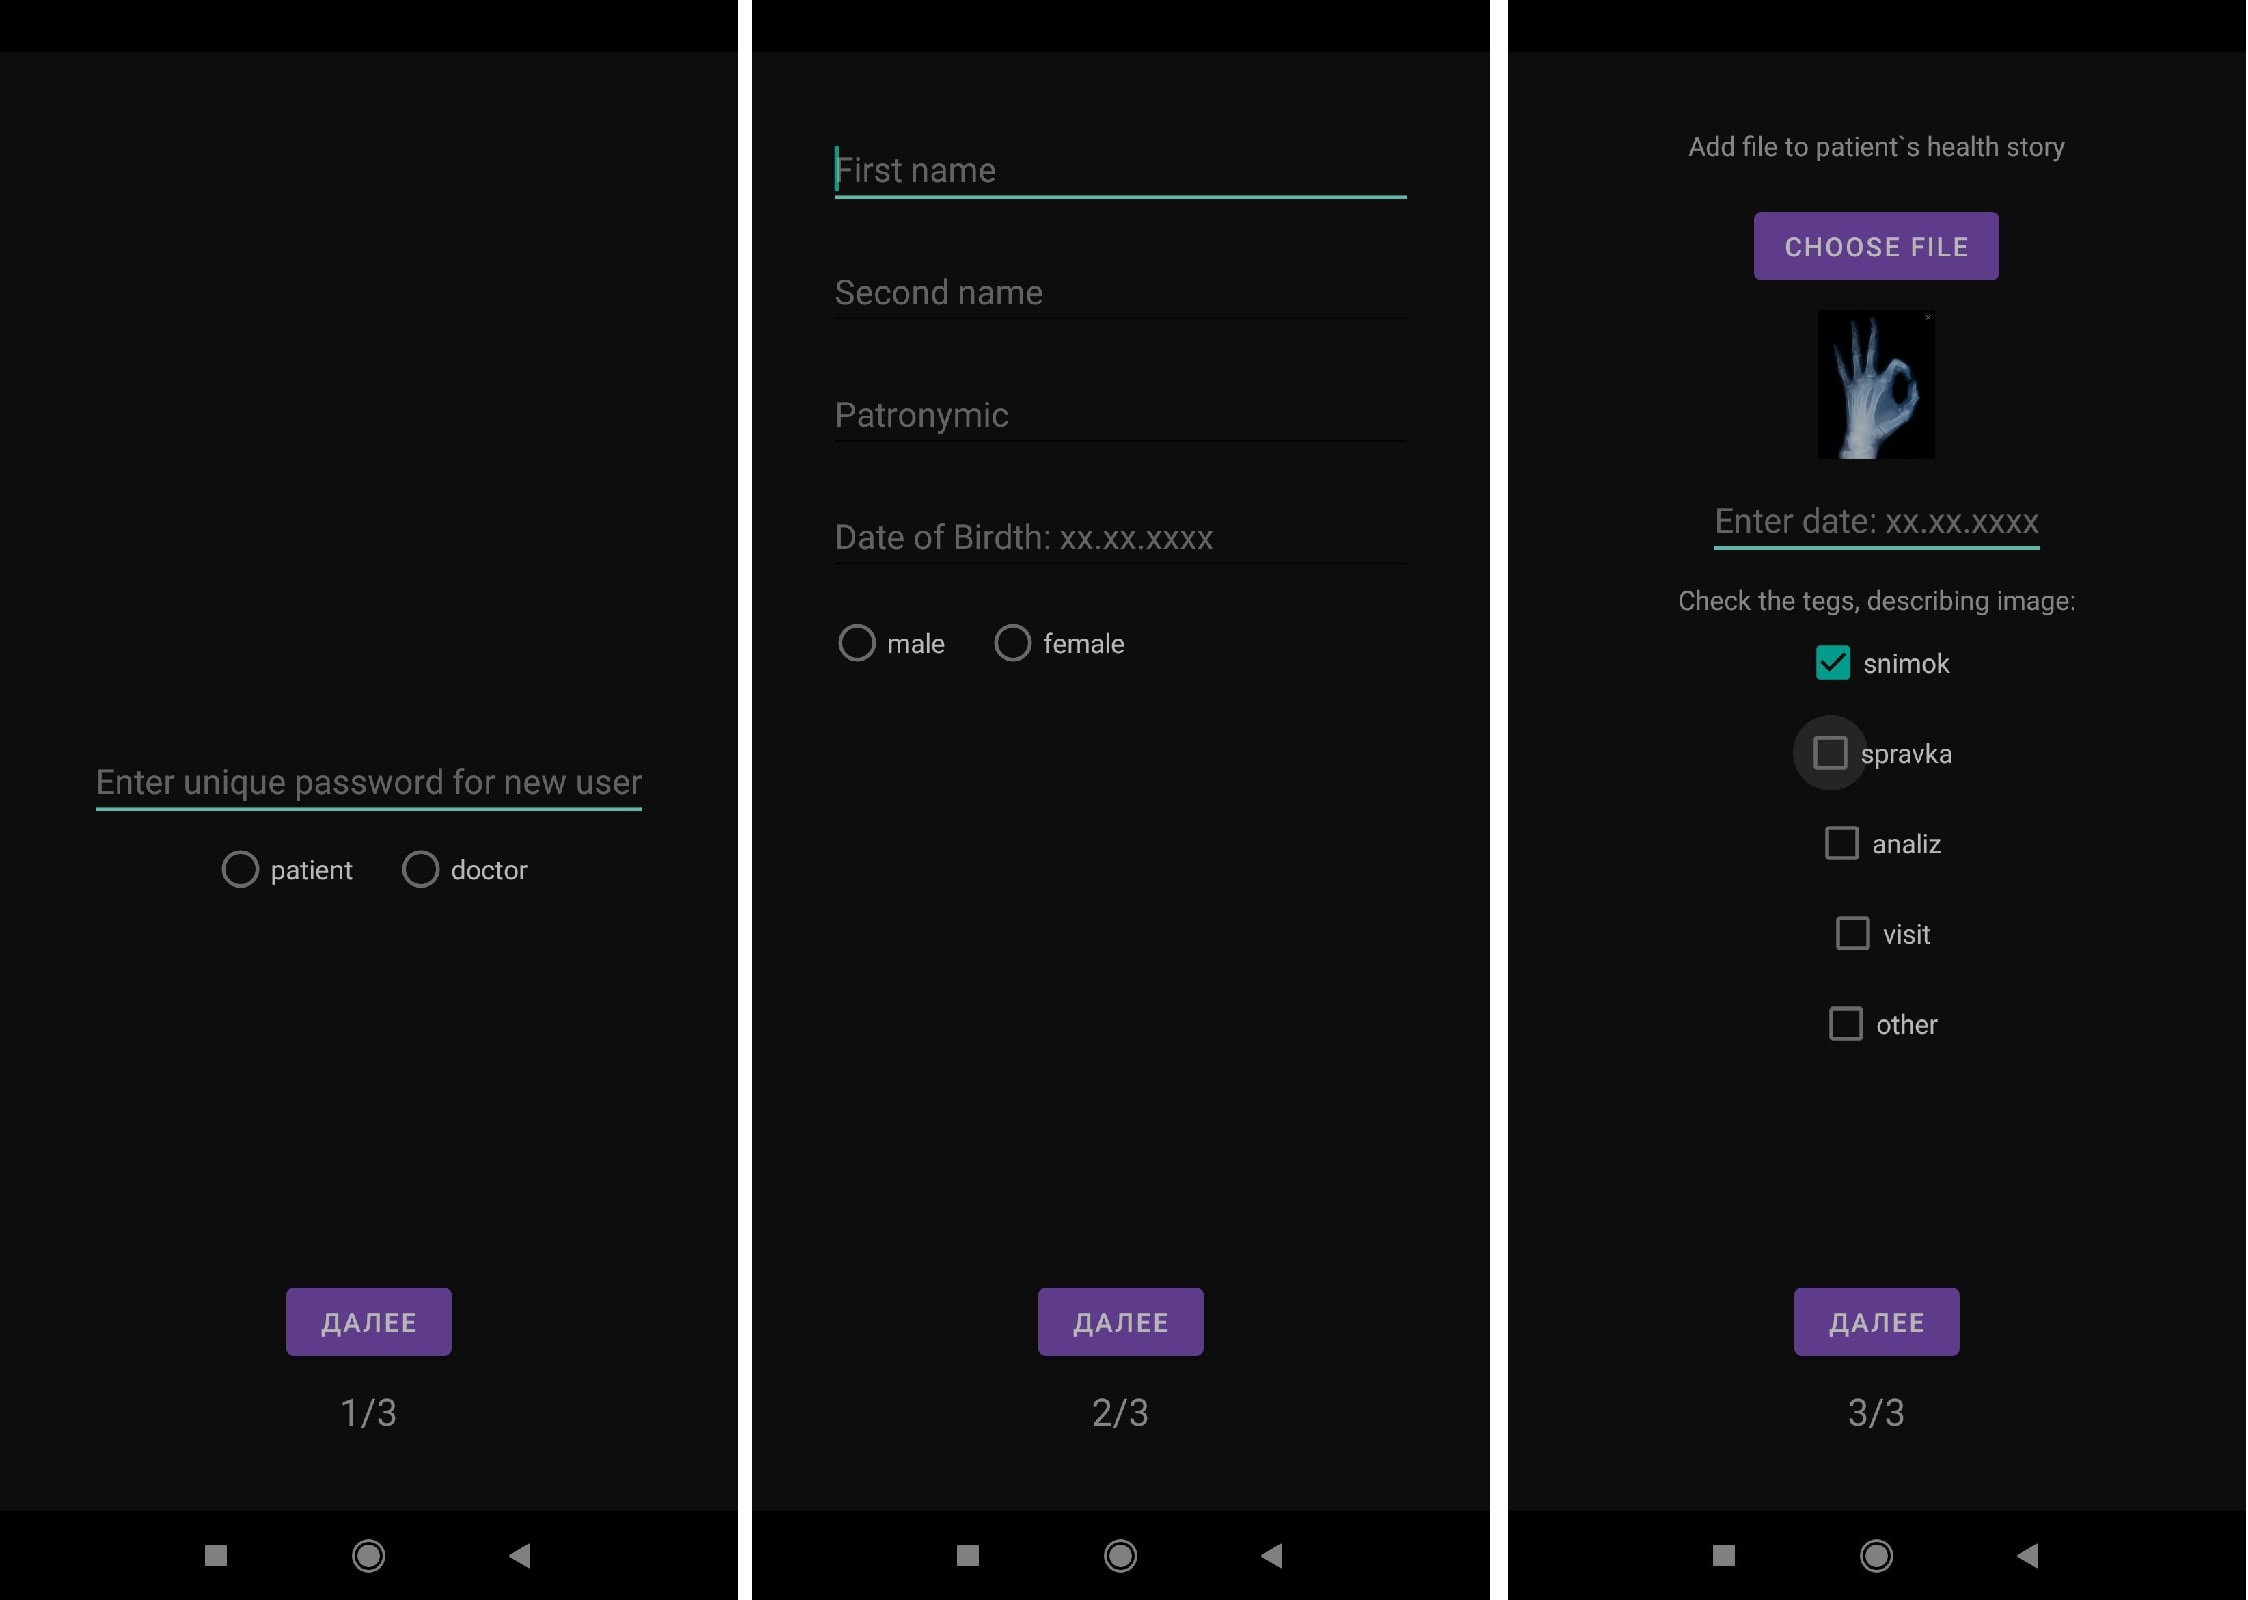 Enter unique password for new user
patient doctor
ДАЛЕЕ
1/3
First name
Second name
Patronymic
Date of Birdth: xx.xx.xxxx
male female
ДАЛЕЕ
2/3
Add file to patient`s health story
CHOOSE FILE
Enter date: xx.xx.xxxx
Check the tegs, describing image:
snimok
spravka
analiz
visit
other
ДАЛЕЕ
3/3